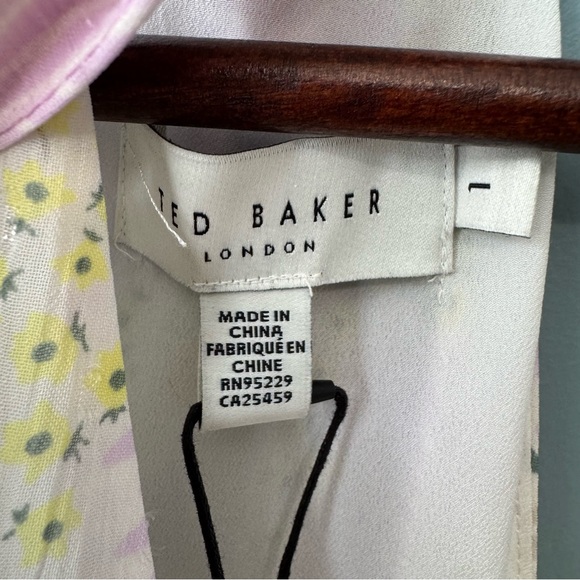 TED BAKER
LONDON
1
MADE IN
CHINA
FABRIQUÉ EN
CHINE
RN95229
CA25459